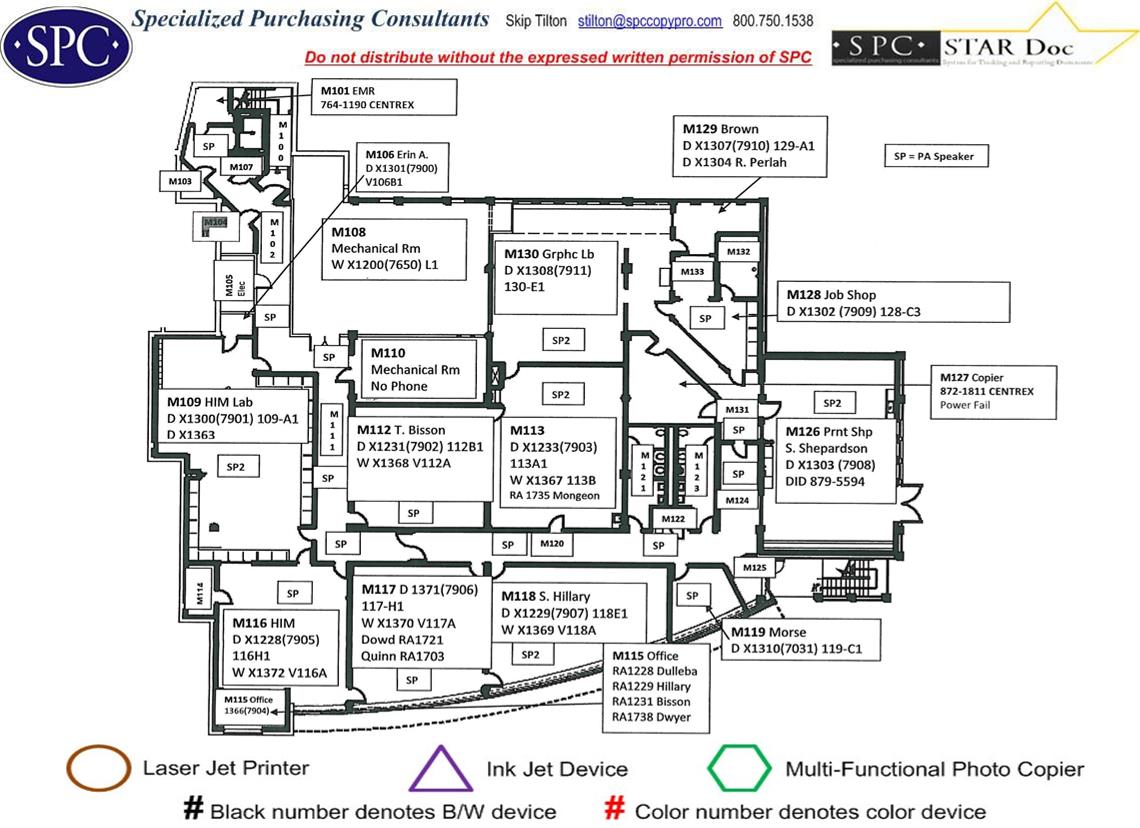 SPC
Specialized Purchasing Consultants Skip Tilton stilton@spccopypro.com 800.750.1538
Do not distribute without the expressed written permission of SPC
SPC
specialized purchasing consultants
STAR Doc
System for Tracking and Reporting Documents
M101 EMR
764-1190 CENTREX
M100
SP
M107
M103
M106 Erin A.
D X1301(7900)
V106B1
M129 Brown
D X1307(7910) 129-A1
D X1304 R. Perlah
SP = PA Speaker
M104
M102
M108
Mechanical Rm
W X1200(7650) L1
M130 Grphc Lb
D X1308(7911)
130-E1
M132
M133
M105
Elec
SP
M128 Job Shop
D X1302 (7909) 128-C3
SP
SP2
SP
M110
Mechanical Rm
No Phone
M127 Copier
872-1811 CENTREX
Power Fail
M109 HIM Lab
D X1300(7901) 109-A1
D X1363
SP2
SP2
M111
M112 T. Bisson
D X1231(7902) 112B1
W X1368 V112A
M113
D X1233(7903)
113A1
W X1367 113B
RA 1735 Mongeon
M131
SP
M126 Prnt Shp
S. Shepardson
D X1303 (7908)
DID 879-5594
SP2
SP
M121
M123
SP
M124
SP
M122
SP
SP
M120
SP
M125
M114
SP
M117 D 1371(7906)
117-H1
W X1370 V117A
Dowd RA1721
Quinn RA1703
M118 S. Hillary
D X1229(7907) 118E1
W X1369 V118A
SP
M116 HIM
D X1228(7905)
116H1
W X1372 V116A
M119 Morse
D X1310(7031) 119-C1
SP2
SP
M115 Office
RA1228 Dulleba
RA1229 Hillary
RA1231 Bisson
RA1738 Dwyer
M115 Office
1366(7904)
Laser Jet Printer
Ink Jet Device
Multi-Functional Photo Copier
# Black number denotes B/W device
# Color number denotes color device